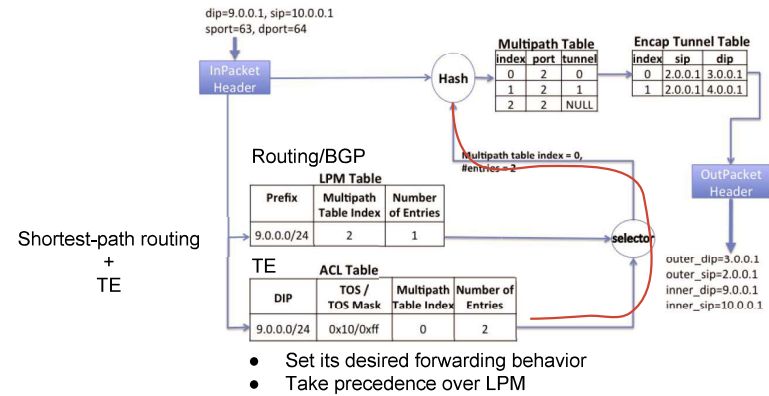 dip=9.0.0.1, sip=10.0.0.1
sport=63, dport=64
InPacket
Header
Hash
Multipath Table
index port tunnel
0 2 0
1 2 1
2 2 NULL
Encap Tunnel Table
index sip dip
0 2.0.0.1 3.0.0.1
1 2.0.0.1 4.0.0.1
Multipath table index = 0,
#entries = 2
OutPacket
Header
Routing/BGP
LPM Table
Prefix Multipath Table Index Number of Entries
9.0.0.0/24 2 1
Shortest-path routing
+
TE
selector
outer_dip=3.0.0.1
outer_sip=2.0.0.1
inner_dip=9.0.0.1
inner_sip=10.0.0.1
TE
ACL Table
DIP TOS / TOS Mask Multipath Table Index Number of Entries
9.0.0.0/24 0x10/0xff 0 2
● Set its desired forwarding behavior
● Take precedence over LPM